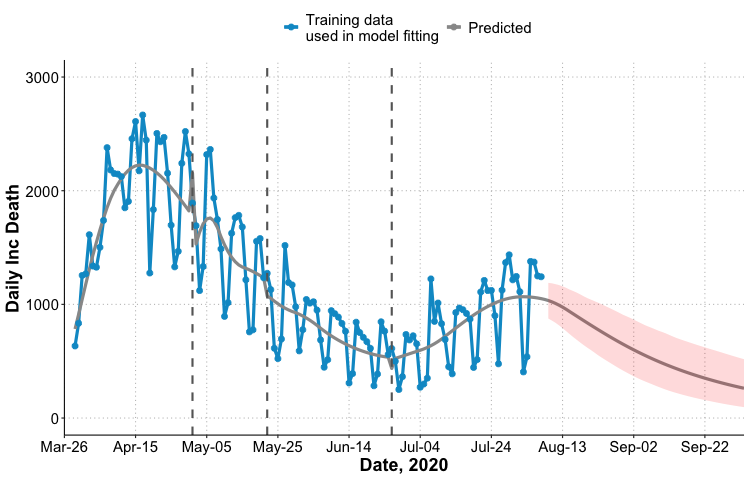 Training data
used in model fitting
Predicted
Daily Inc Death
3000
2000
1000
0
Mar-26 Apr-15 May-05 May-25 Jun-14 Jul-04 Jul-24 Aug-13 Sep-02 Sep-22
Date, 2020